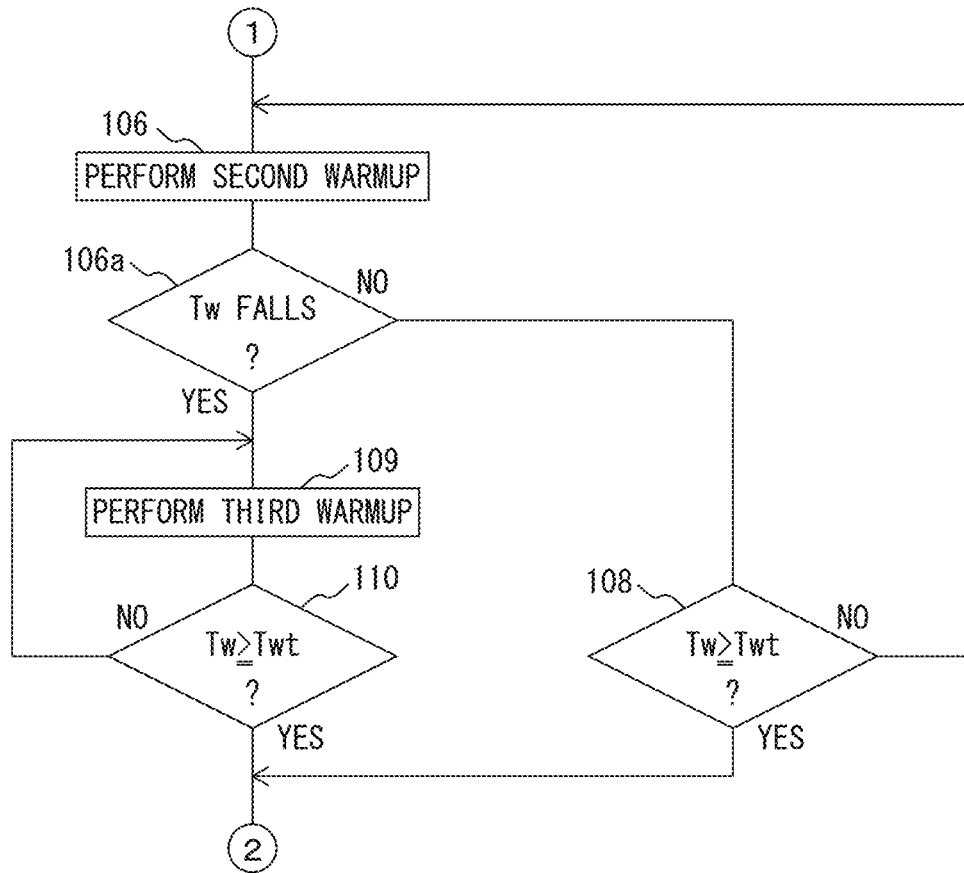 1
106
PERFORM SECOND WARMUP
106a
NO
Tw FALLS
?
YES
109
PERFORM THIRD WARMUP
110
108
NO
NO
Tw≧Twt
?
Tw≧Twt
?
YES
YES
2